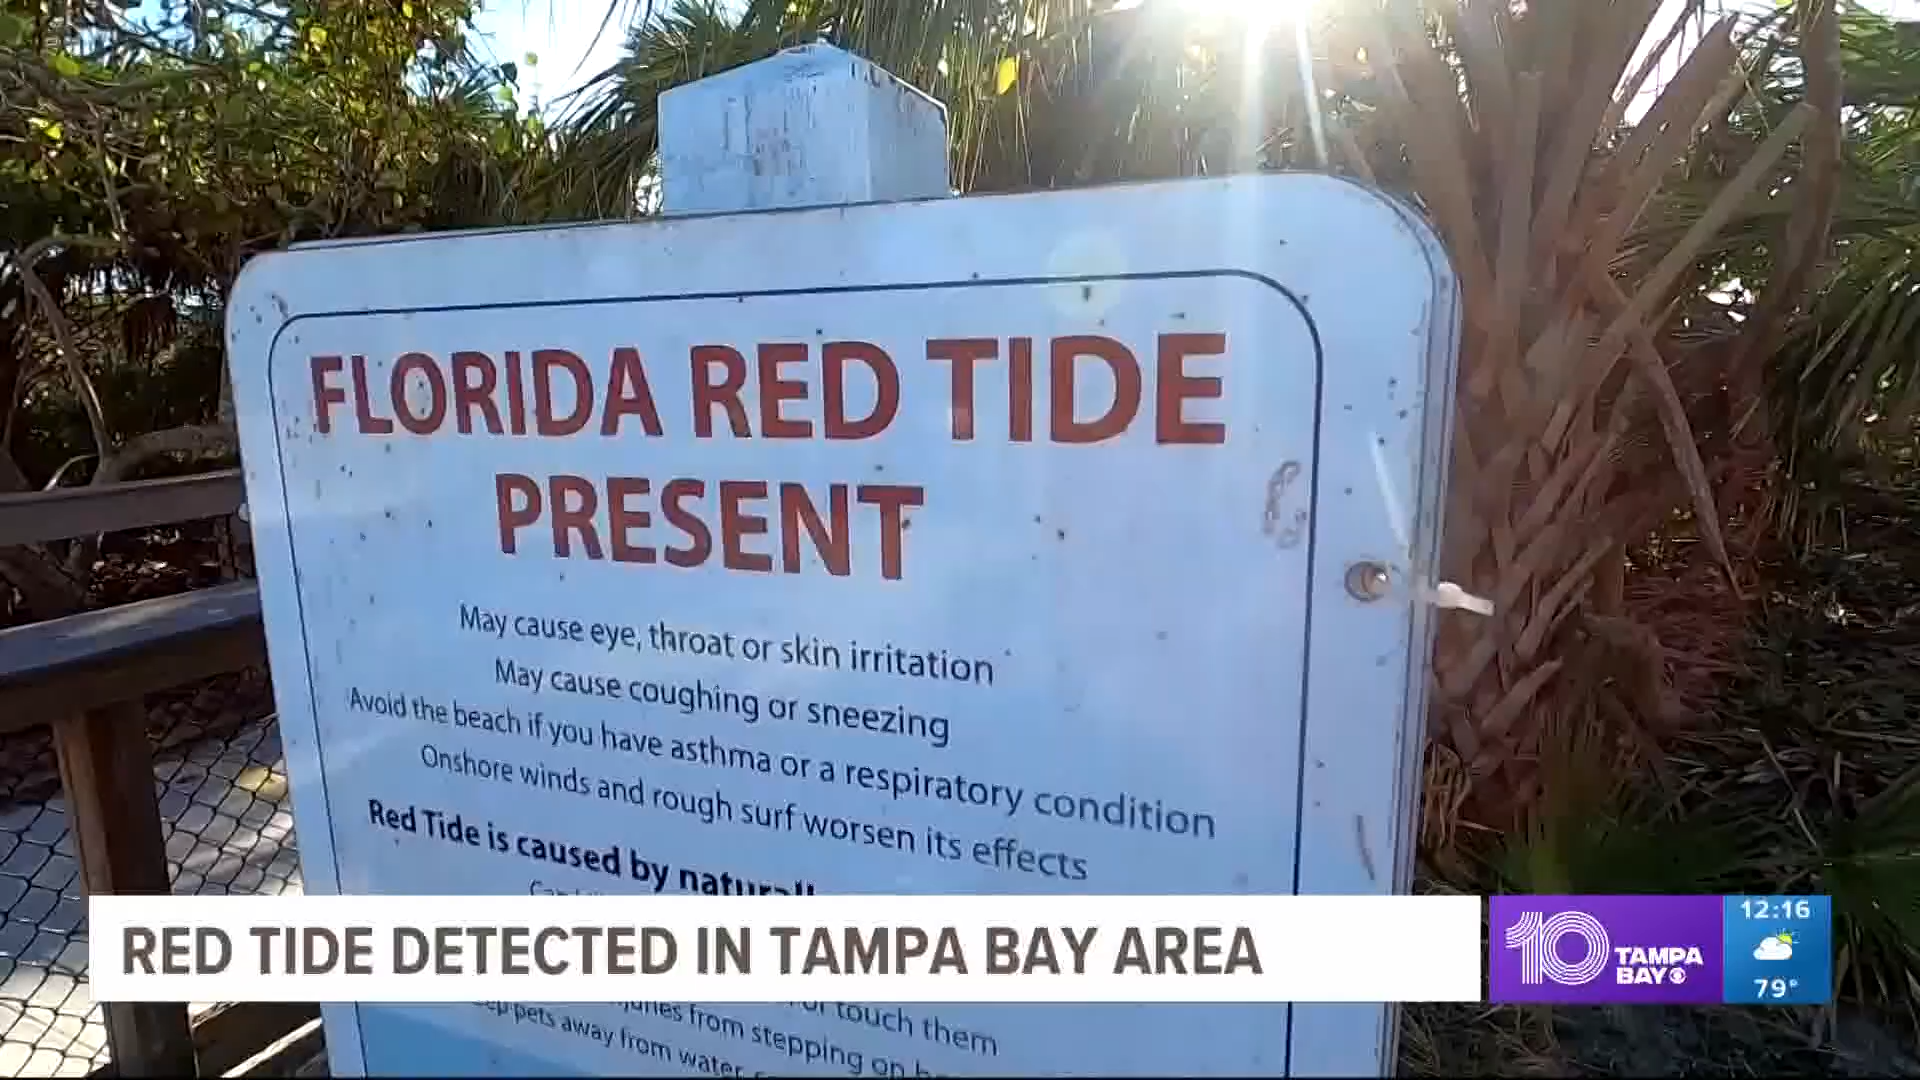 FLORIDA RED TIDE
PRESENT
May cause eye, throat or skin irritation
May cause coughing or sneezing
Avoid the beach if you have asthma or a respiratory condition
Onshore winds and rough surf worsen its effects
Red Tide is caused by
RED TIDE DETECTED IN TAMPA BAY AREA
10 TAMPA BAY
12:16
79°
touch them
from stepping on
pets away from water